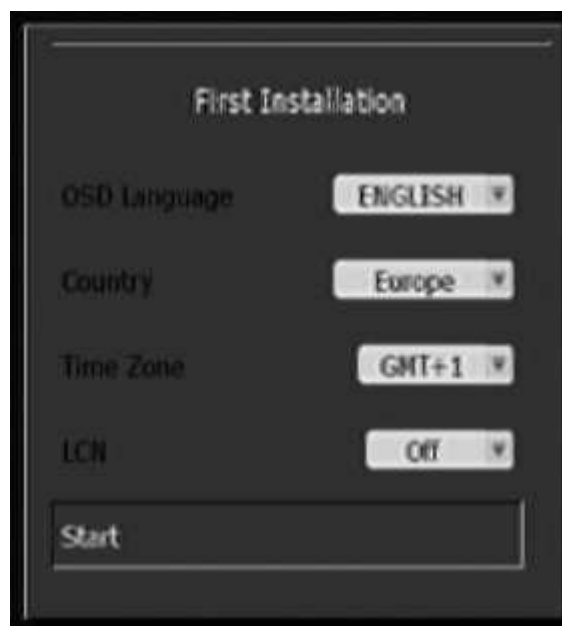 First Installation
OSD Language ENGLISH
Country Europe
Time Zone GMT+1
LCN Off
Start